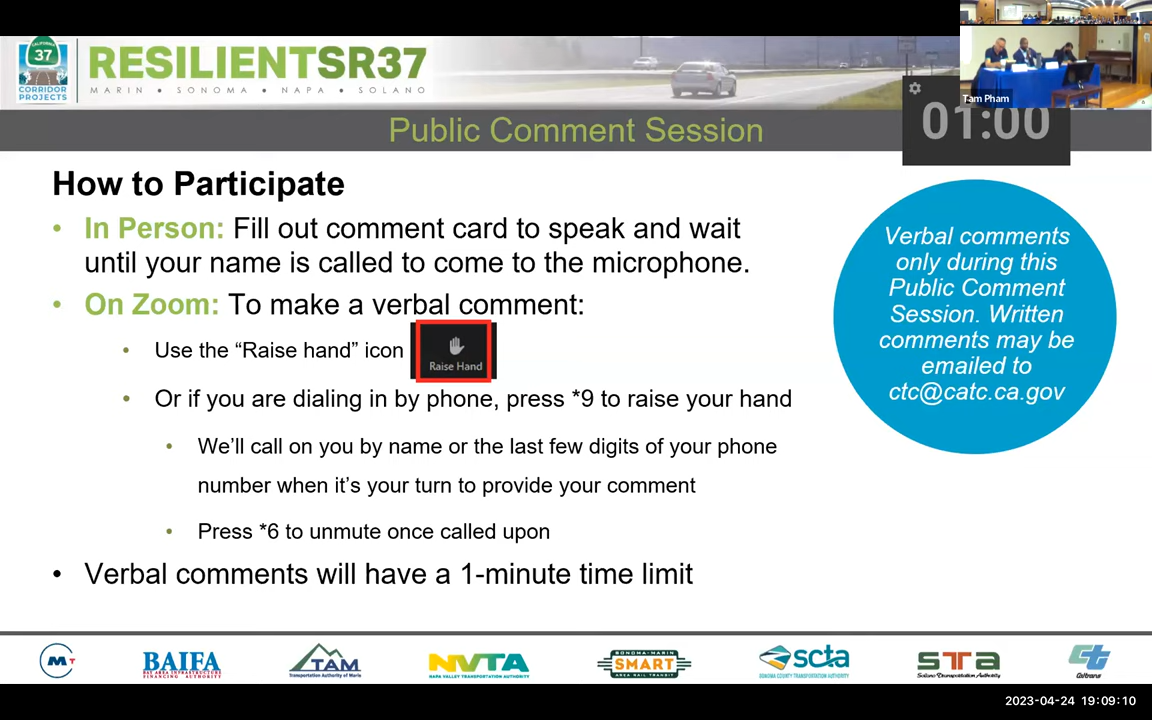 CALIFORNIA
37
CORRIDOR
PROJECTS
RESILIENTSR37
MARIN • SONOMA • NAPA • SOLANO
Tam Pham
Public Comment Session
01:00
How to Participate
• In Person: Fill out comment card to speak and wait
until your name is called to come to the microphone.
• On Zoom: To make a verbal comment:
• Use the “Raise hand” icon
Raise Hand
• Or if you are dialing in by phone, press *9 to raise your hand
• We’ll call on you by name or the last few digits of your phone
number when it’s your turn to provide your comment
• Press *6 to unmute once called upon
• Verbal comments will have a 1-minute time limit
Verbal comments
only during this
Public Comment
Session. Written
comments may be
emailed to
ctc@catc.ca.gov
MT
BAIFA
BAY AREA INFRASTRUCTURE
FINANCING AUTHORITY
TAM
Transportation Authority of Marin
NVTA
NAPA VALLEY TRANSPORTATION AUTHORITY
SONOMA-MARIN
SMART
AREA RAIL TRANSIT
scta
SONOMA COUNTY TRANSPORTATION AUTHORITY
STA
Solano Transportation Authority
Caltrans
2023-04-24 19:09:10